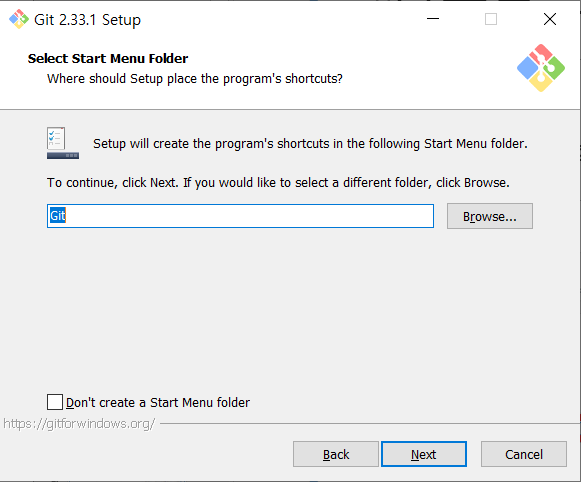 Git 2.33.1 Setup
Select Start Menu Folder
Where should Setup place the program's shortcuts?
Setup will create the program's shortcuts in the following Start Menu folder.
To continue, click Next. If you would like to select a different folder, click Browse.
Git
Browse...
Don't create a Start Menu folder
https://gitforwindows.org/
Back
Next
Cancel